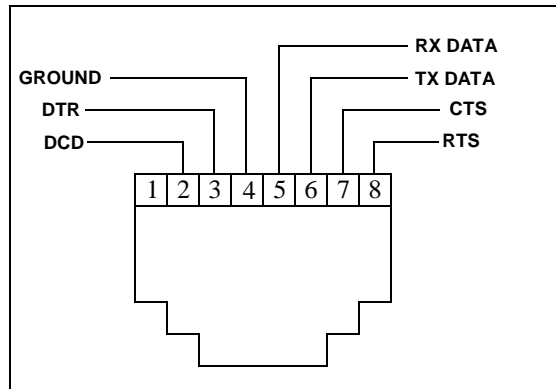 RX DATA
GROUND
TX DATA
DTR
CTS
DCD
RTS
1 2 3 4 5 6 7 8